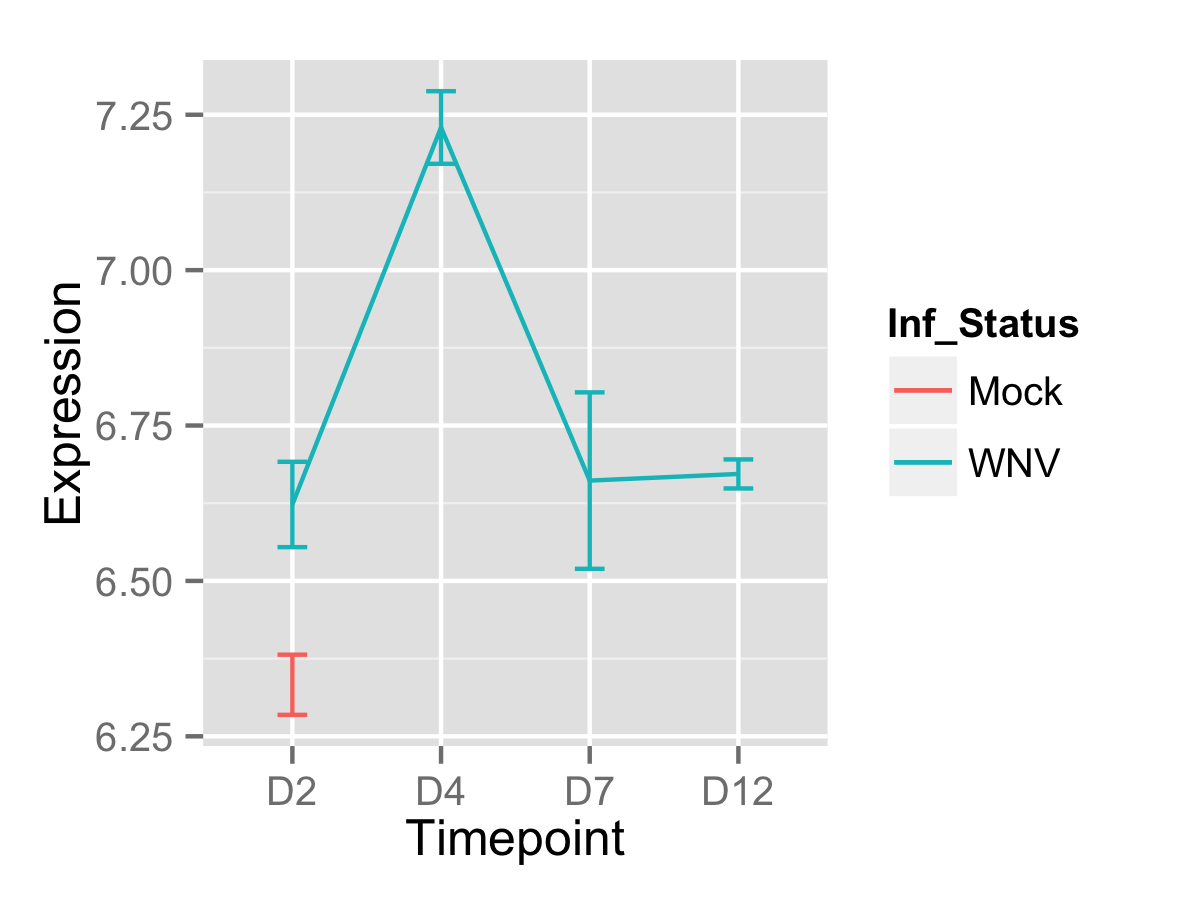 7.25
7.00
6.75
6.50
6.25
Expression
D2 D4 D7 D12
Timepoint
Inf_Status
Mock
WNV